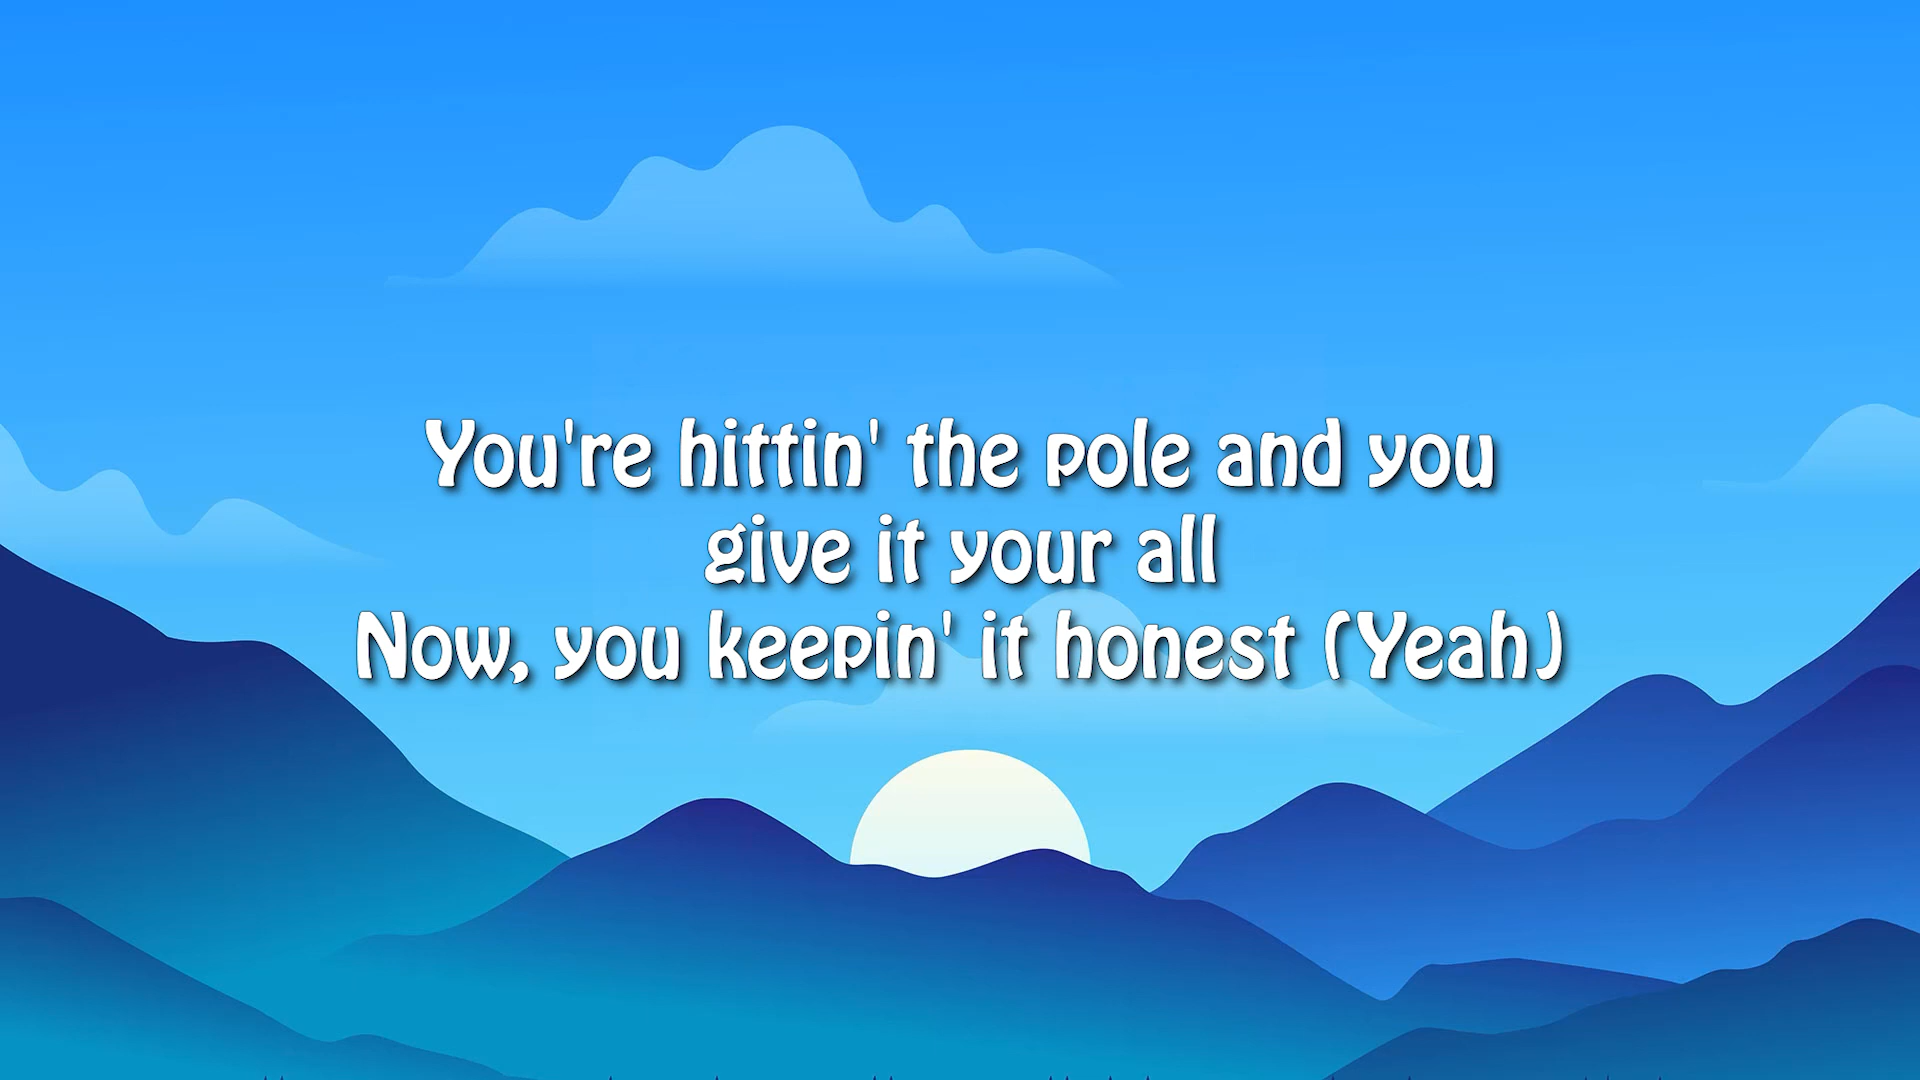 You're hittin' the pole and you
give it your all
Now, you keepin' it honest (Yeah)